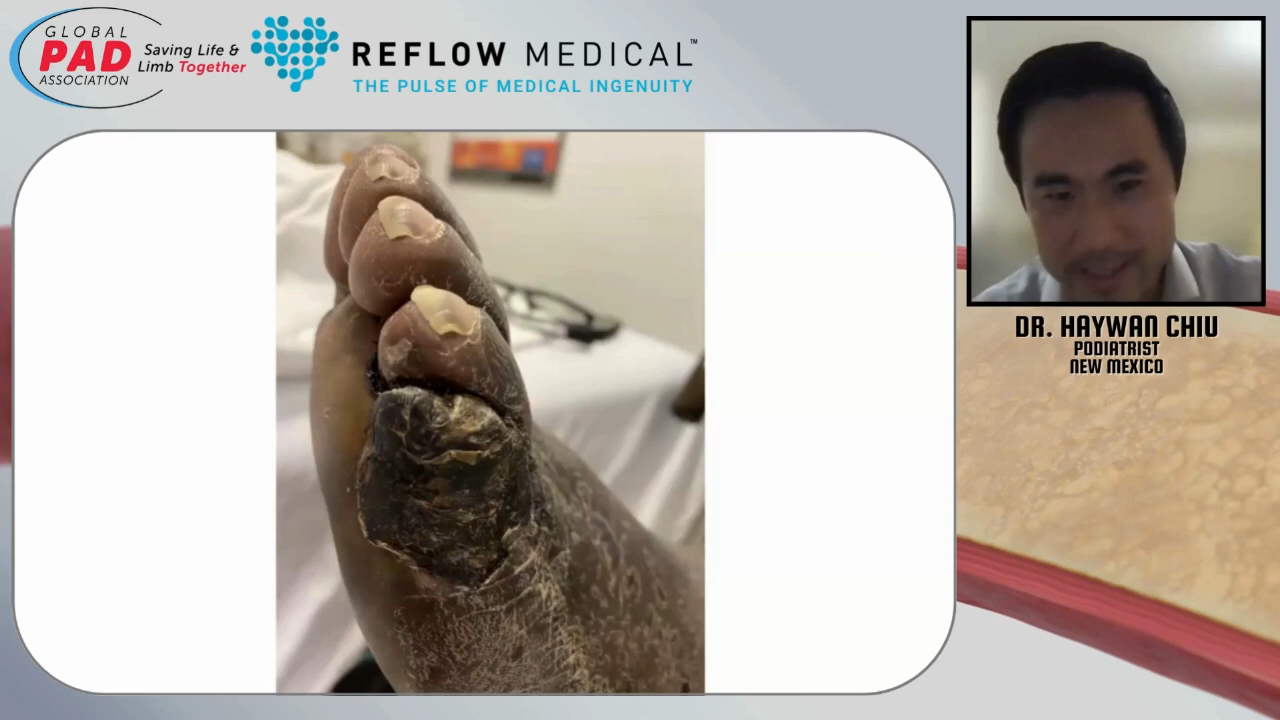 GLOBAL
PAD
ASSOCIATION
Saving Life &
Limb Together
REFLOW MEDICAL™
THE PULSE OF MEDICAL INGENUITY
DR. HAYWAN CHIU
PODIATRIST
NEW MEXICO